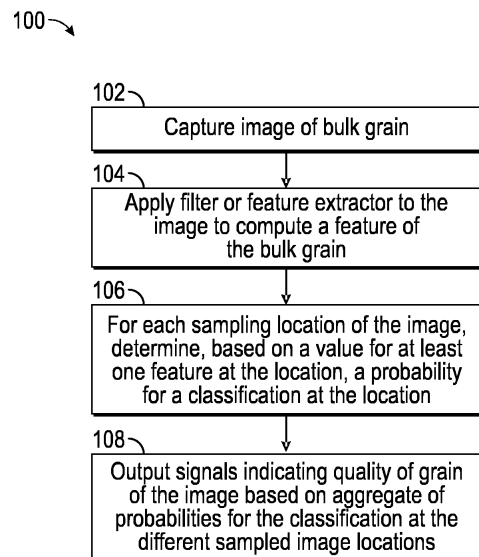 100
102
Capture image of bulk grain
104
Apply filter or feature extractor to the
image to compute a feature of
the bulk grain
106
For each sampling location of the image,
determine, based on a value for at least
one feature at the location, a probability
for a classification at the location
108
Output signals indicating quality of grain
of the image based on aggregate of
probabilities for the classification at the
different sampled image locations